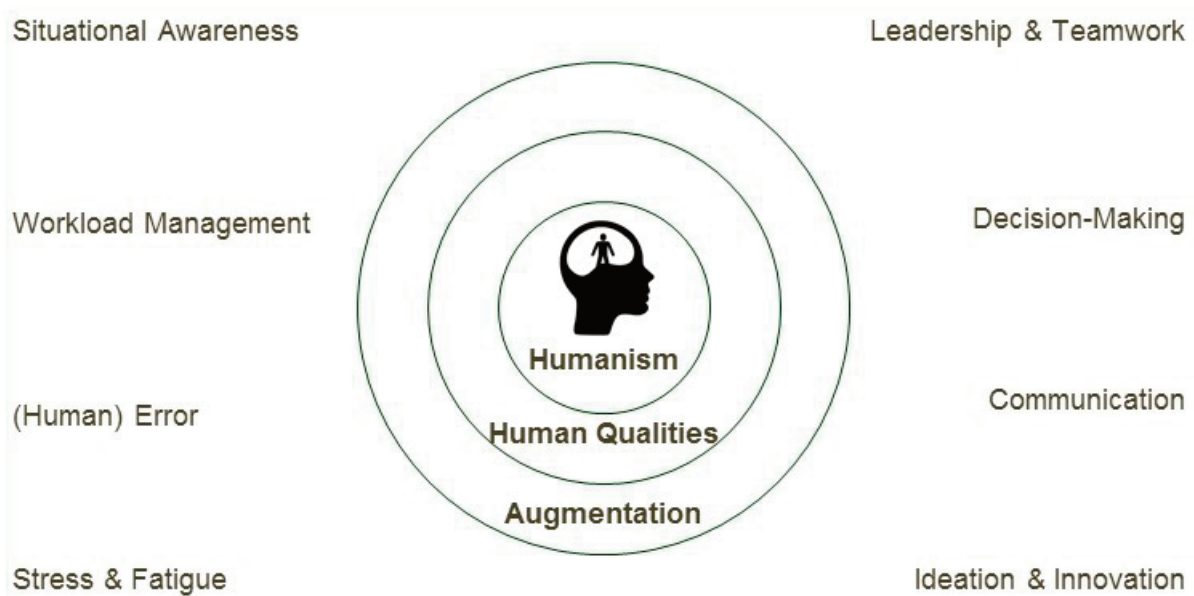 Situational Awareness
Leadership & Teamwork
Workload Management
Decision-Making
Humanism
(Human) Error
Communication
Human Qualities
Augmentation
Stress & Fatigue
Ideation & Innovation